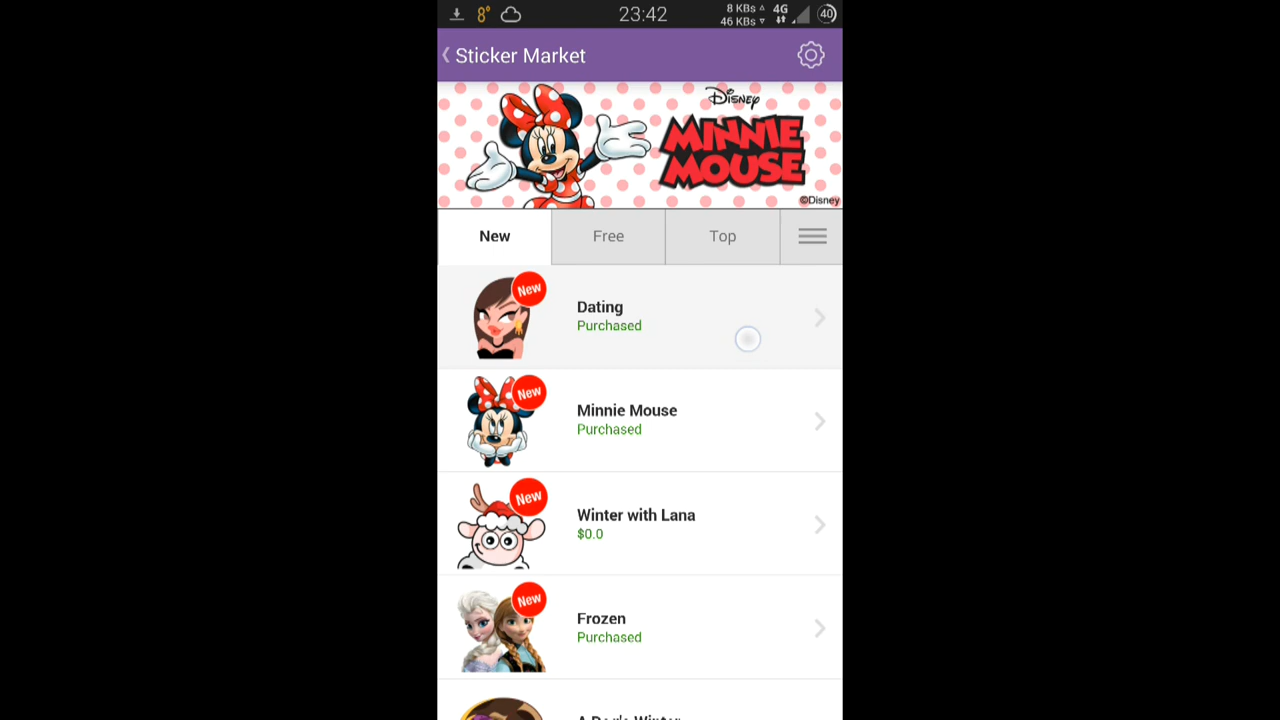 8°
23:42
8 KBs
46 KBs
4G
40
Sticker Market
Disney
MINNIE
MOUSE
©Disney
New
Free
Top
New
Dating
Purchased
New
Minnie Mouse
Purchased
New
Winter with Lana
$0.0
New
Frozen
Purchased